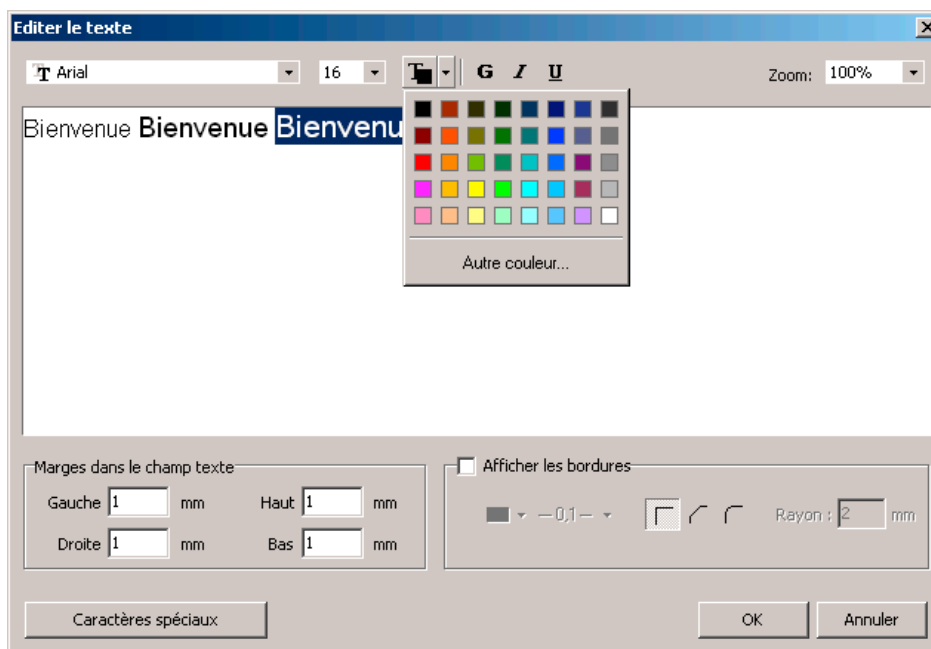 Editer le texte
Arial 16 G I U Zoom: 100%
Bienvenue Bienvenue Bienvenu
Autre couleur...
Marges dans le champ texte
Gauche 1 mm Haut 1 mm
Droite 1 mm Bas 1 mm
Afficher les bordures
0,1 Rayon : 2 mm
Caractères spéciaux OK Annuler